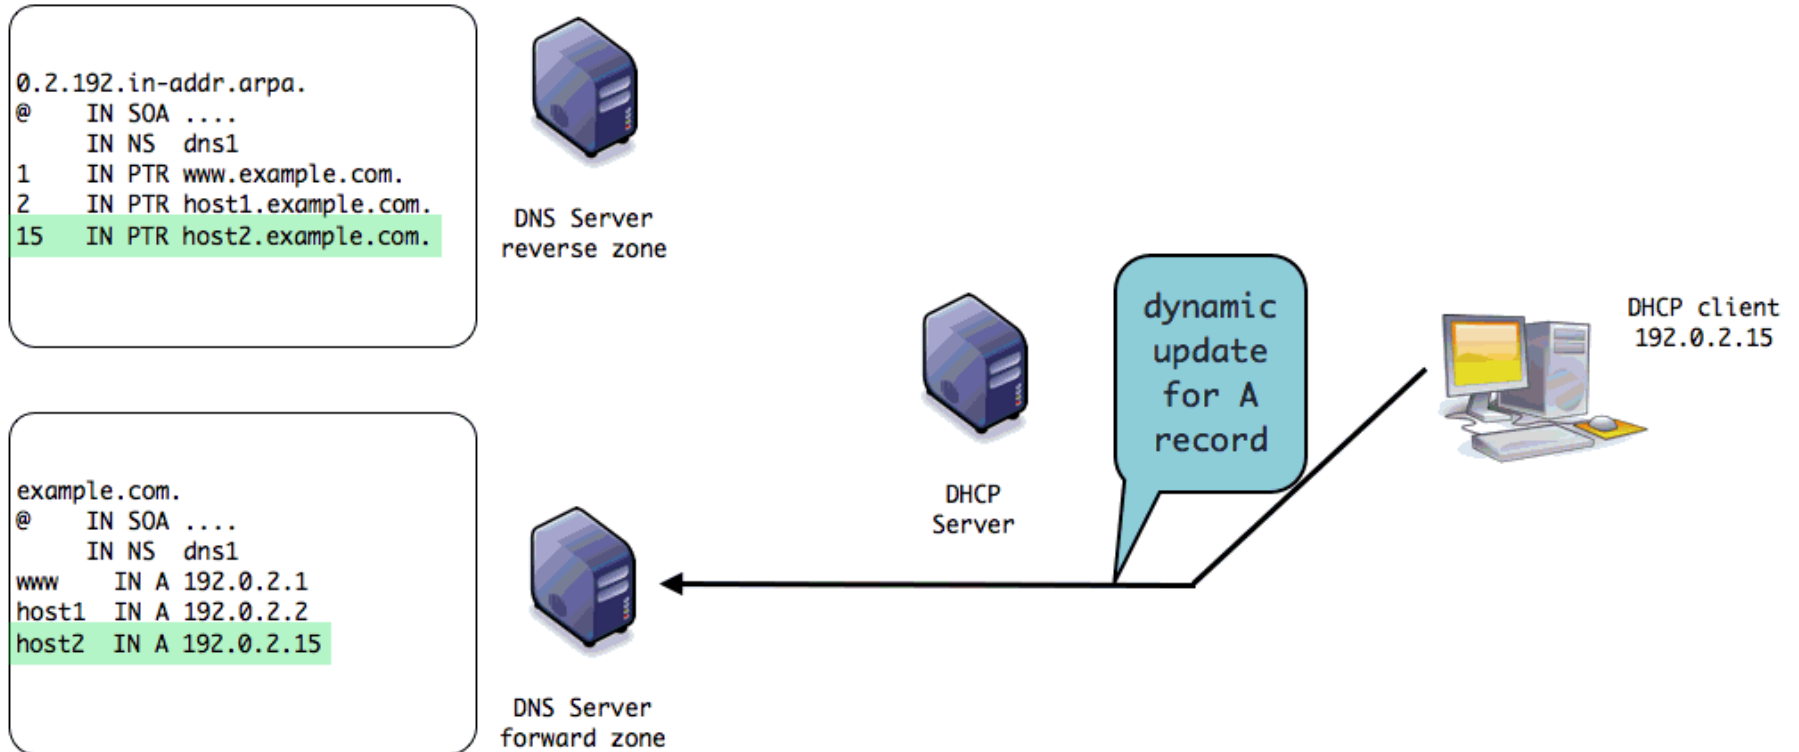 0.2.192.in-addr.arpa.
@ IN SOA ....
IN NS dns1
1 IN PTR www.example.com.
2 IN PTR host1.example.com.
15 IN PTR host2.example.com.
DNS Server
reverse zone
dynamic
update
for A
record
DHCP client
192.0.2.15
DHCP
Server
example.com.
@ IN SOA ....
IN NS dns1
www IN A 192.0.2.1
host1 IN A 192.0.2.2
host2 IN A 192.0.2.15
DNS Server
forward zone